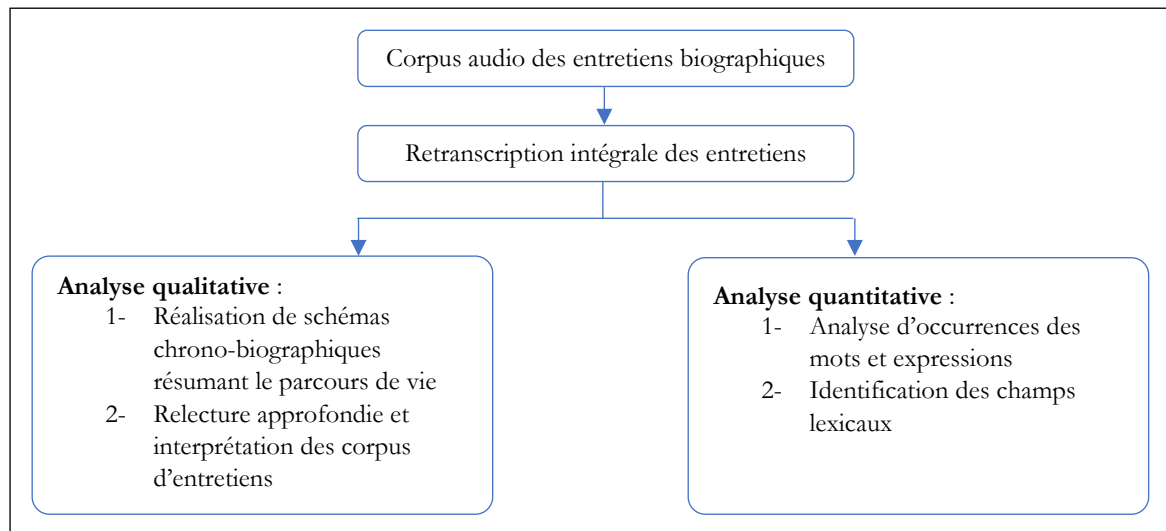 Corpus audio des entretiens biographiques
Retranscription intégrale des entretiens
Analyse qualitative :
1- Réalisation de schémas
chrono-biographiques
résumant le parcours de vie
2- Relecture approfondie et
interprétation des corpus
d’entretiens
Analyse quantitative :
1- Analyse d’occurrences des
mots et expressions
2- Identification des champs
lexicaux